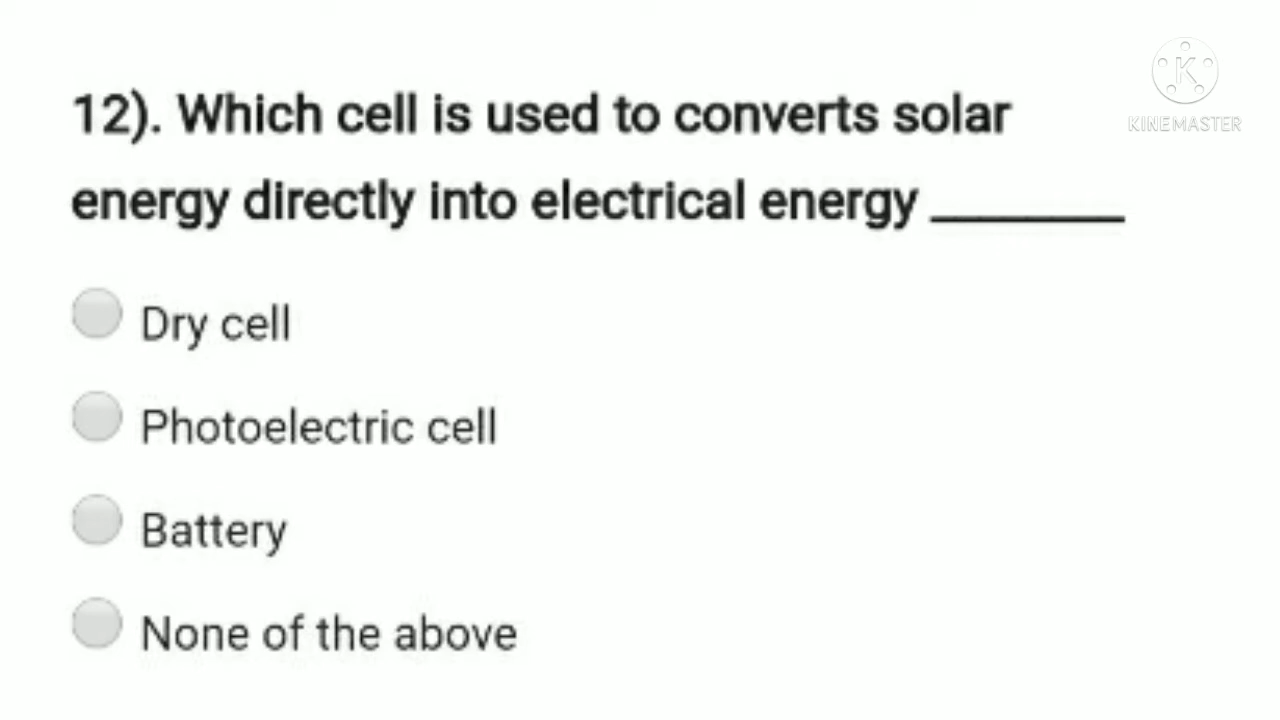 KINEMASTER
12). Which cell is used to converts solar
energy directly into electrical energy ________
Dry cell
Photoelectric cell
Battery
None of the above